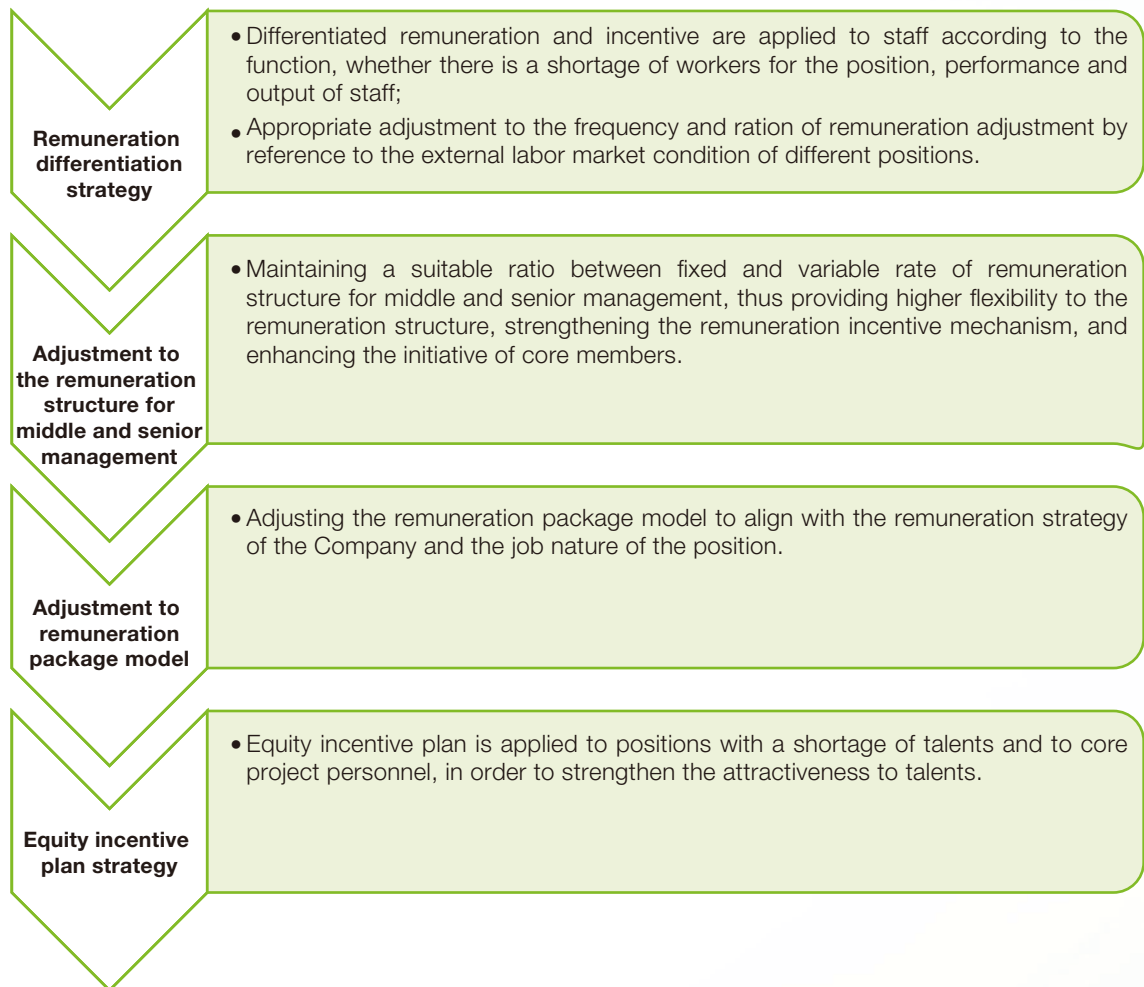 Remuneration
differentiation
strategy
• Differentiated remuneration and incentive are applied to staff according to the
function, whether there is a shortage of workers for the position, performance and
output of staff;
• Appropriate adjustment to the frequency and ration of remuneration adjustment by
reference to the external labor market condition of different positions.
Adjustment to
the remuneration
structure for
middle and senior
management
• Maintaining a suitable ratio between fixed and variable rate of remuneration
structure for middle and senior management, thus providing higher flexibility to the
remuneration structure, strengthening the remuneration incentive mechanism, and
enhancing the initiative of core members.
Adjustment to
remuneration
package model
• Adjusting the remuneration package model to align with the remuneration strategy
of the Company and the job nature of the position.
Equity incentive
plan strategy
• Equity incentive plan is applied to positions with a shortage of talents and to core
project personnel, in order to strengthen the attractiveness to talents.